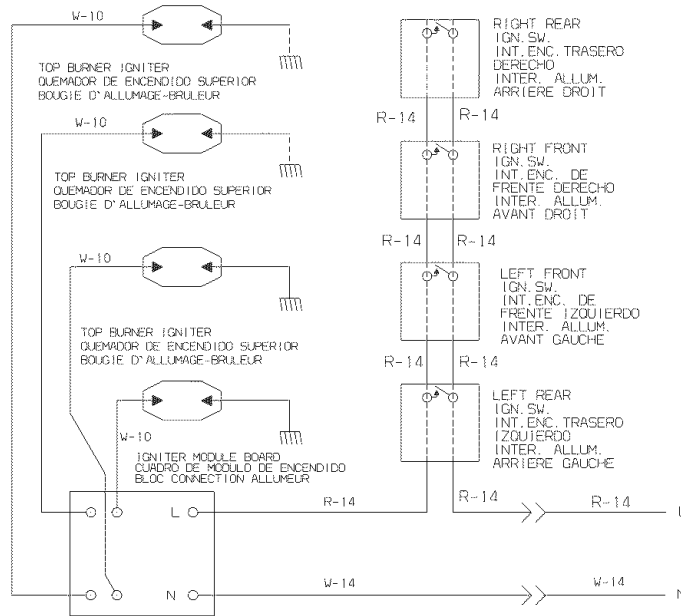 W-10
TOP BURNER IGNITER
QUEMADOR DE ENCENDIDO SUPERIOR
BOUGIE D'ALLUMAGE-BRULEUR
W-10
TOP BURNER IGNITER
QUEMADOR DE ENCENDIDO SUPERIOR
BOUGIE D'ALLUMAGE-BRULEUR
W-10
TOP BURNER IGNITER
QUEMADOR DE ENCENDIDO SUPERIOR
BOUGIE D'ALLUMAGE-BRULEUR
W-10
IGNITER MODULE BOARD
CUADRO DE MODULO DE ENCENDIDO
BLOC CONNECTION ALLUMEUR
L
N
RIGHT REAR
IGN. SW.
INT. ENC. TRASERO
DERECHO
INTER. ALLUM.
ARRIERE DROIT
R-14
R-14
RIGHT FRONT
IGN. SW.
INT. ENC. DE
FRENTE DERECHO
INTER. ALLUM.
AVANT DROIT
R-14
R-14
LEFT FRONT
IGN. SW.
INT. ENC. DE
FRENTE IZQUIERDO
INTER. ALLUM.
AVANT GAUCHE
R-14
R-14
LEFT REAR
IGN. SW.
INT. ENC. TRASERO
IZQUIERDO
INTER. ALLUM.
ARRIERE GAUCHE
R-14
R-14
R-14
W-14
W-14